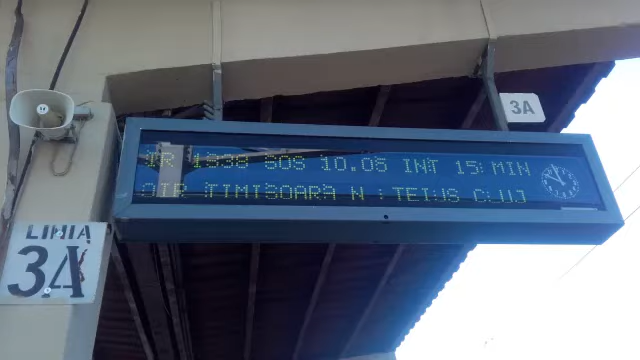 3A
IR 1838 SOS 10.05 INT 15 MIN
DIR TIMISOARA N : TEIUS CLUJ
LINIA
3A